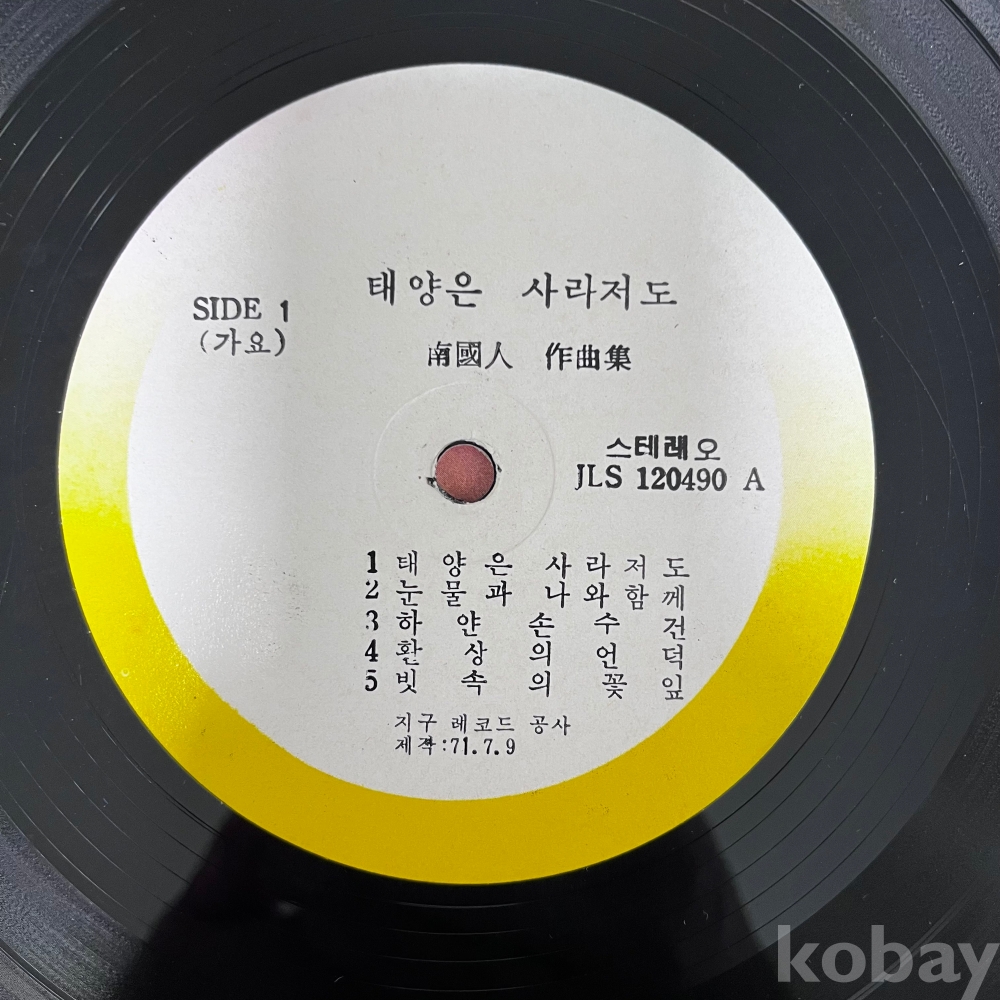 태양은 사라저도
SIDE 1
(가요)
南國人 作曲集
스테레오
JLS 120490 A
1 태양은 사라저도
2 눈물과 나와함께
3 하얀손수건
4 환상의언덕
5 빗속의꽃잎
지구 레코드 공사
제작:71.7.9
kobay